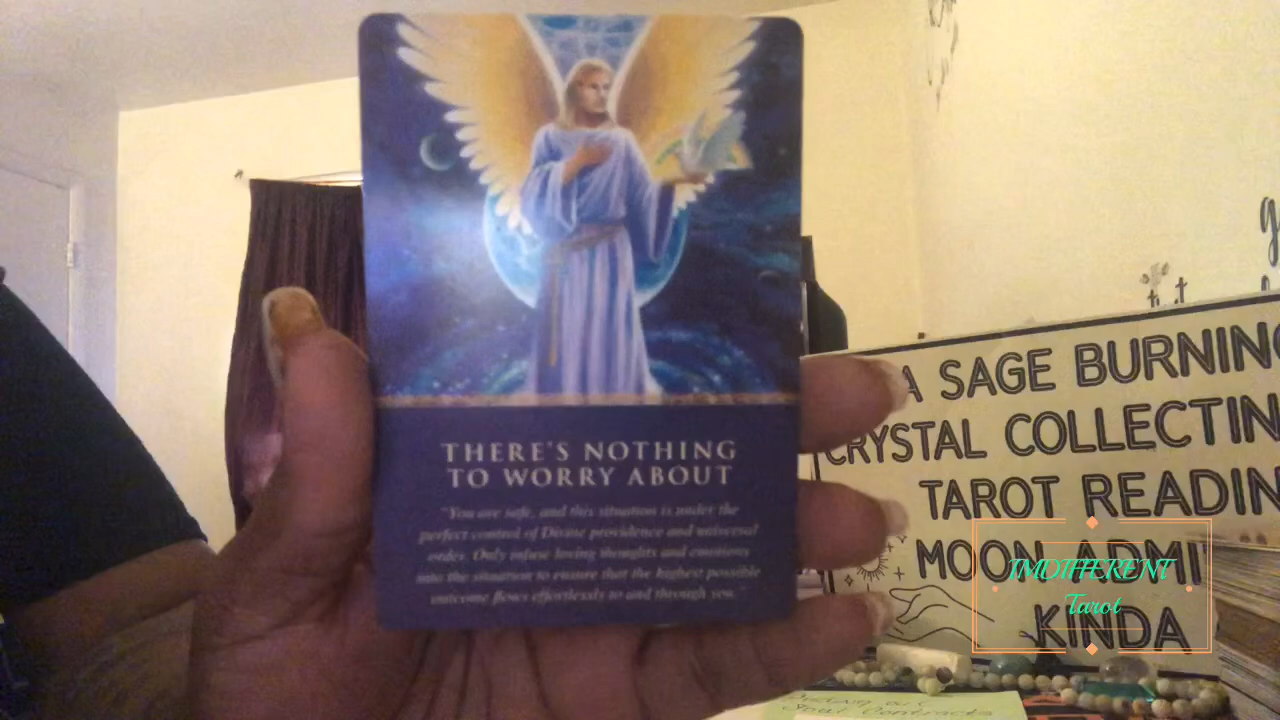 THERE'S NOTHING
TO WORRY ABOUT
"You are safe, and this situation is under the
perfect control of Divine providence and universal
order. Only infuse loving thoughts and emotions
into the situation to ensure that the highest possible
outcome flows effortlessly to and through you."
A SAGE BURNING
CRYSTAL COLLECTIN
TAROT READIN
MOON ADMI
KINDA
IMDIFFERENT
Tarot